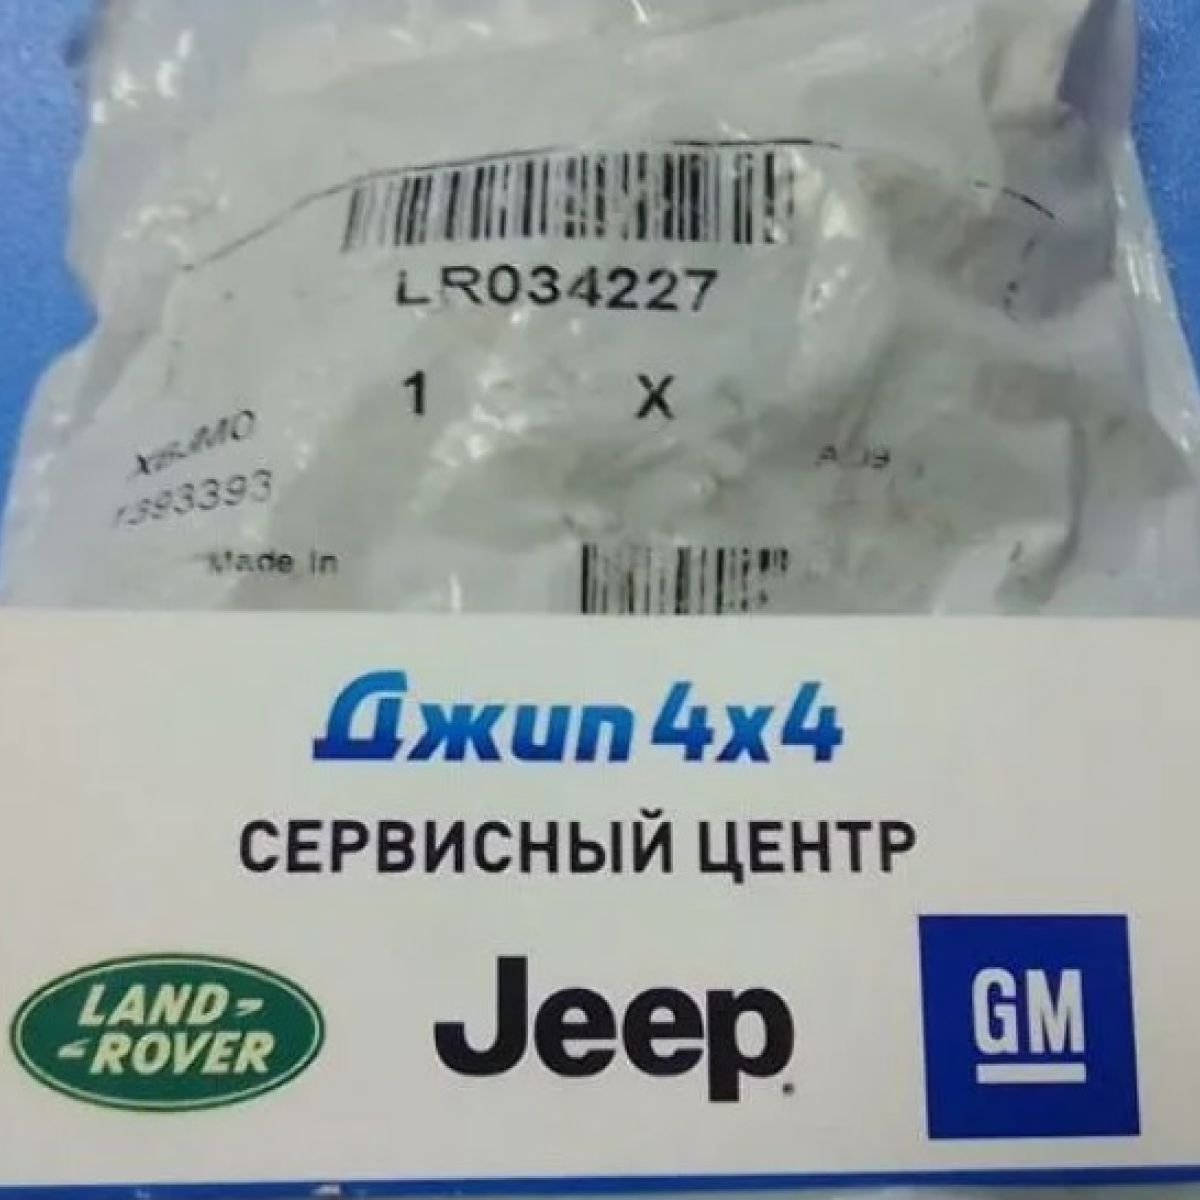 LR034227
1 X
Made In
Джип 4x4
СЕРВИСНЫЙ ЦЕНТР
LAND-
-ROVER
Jeep
GM